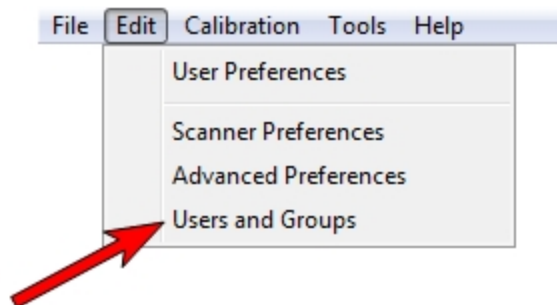 File Edit Calibration Tools Help
User Preferences
Scanner Preferences
Advanced Preferences
Users and Groups